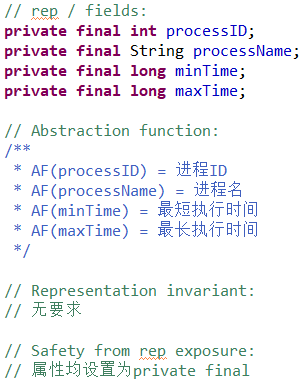 // rep / fields:
private final int processID;
private final String processName;
private final long minTime;
private final long maxTime;
// Abstraction function:
/**
* AF(processID) = 进程ID
* AF(processName) = 进程名
* AF(minTime) = 最短执行时间
* AF(maxTime) = 最长执行时间
*/
// Representation invariant:
// 无要求
// Safety from rep exposure:
// 属性均设置为private final